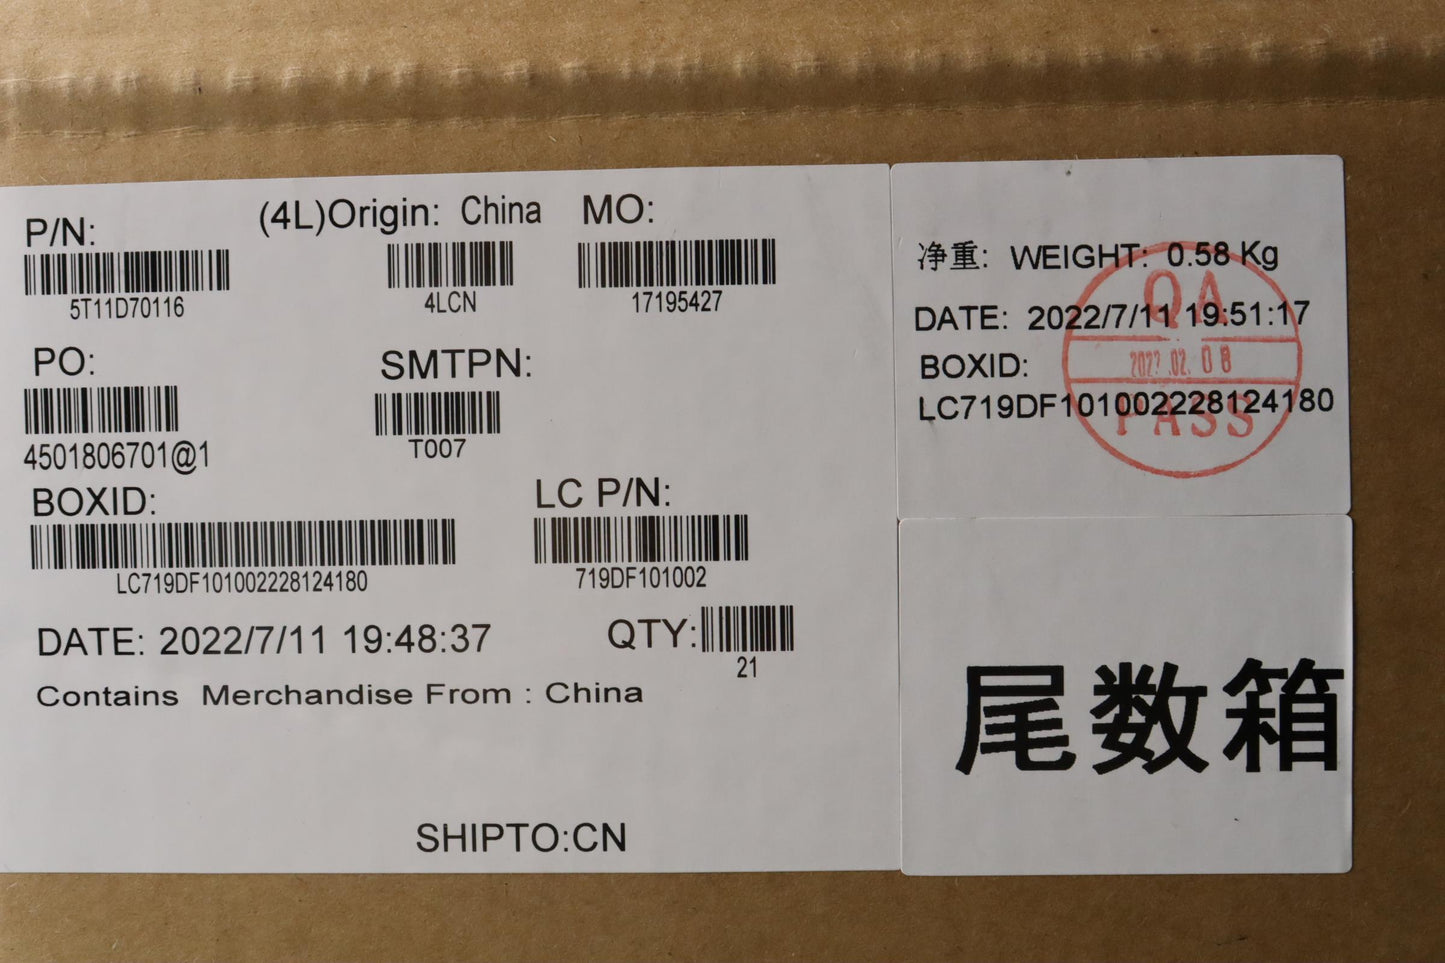 P/N:
5T11D70116
(4L)Origin: China
4LCN
MO:
17195427
PO:
4501806701@1
SMTPN:
T007
BOXID:
LC719DF101002228124180
LC P/N:
719DF101002
DATE: 2022/7/11 19:48:37
QTY:
21
Contains Merchandise From : China
SHIPTO:CN
净重: WEIGHT: 0.58 Kg
DATE: 2022/7/11 19:51:17
BOXID:
LC719DF101002228124180
QA
02. 08
PASS
尾数箱